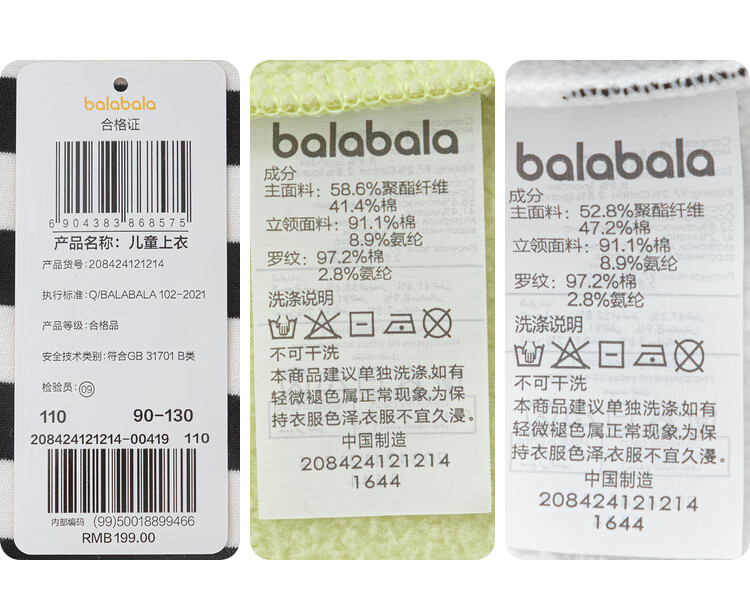 balabala
合格证
6 904383 868575
产品名称：儿童上衣
产品货号：208424121214
执行标准：Q/BALABALA 102-2021
产品等级：合格品
安全技术类别：符合GB 31701 B类
检验员：09
110 90-130
208424121214-00419 110
内部编码 (99)50018899466
RMB199.00
balabala
成分
主面料：58.6%聚酯纤维
41.4%棉
立领面料：91.1%棉
8.9%氨纶
罗纹：97.2%棉
2.8%氨纶
洗涤说明
不可干洗
本商品建议单独洗涤,如有
轻微褪色属正常现象,为保
持衣服色泽,衣服不宜久浸。
中国制造
208424121214
1644
balabala
成分
主面料：52.8%聚酯纤维
47.2%棉
立领面料：91.1%棉
8.9%氨纶
罗纹：97.2%棉
2.8%氨纶
洗涤说明
不可干洗
本商品建议单独洗涤,如有
轻微褪色属正常现象,为保
持衣服色泽,衣服不宜久浸。
中国制造
208424121214
1644